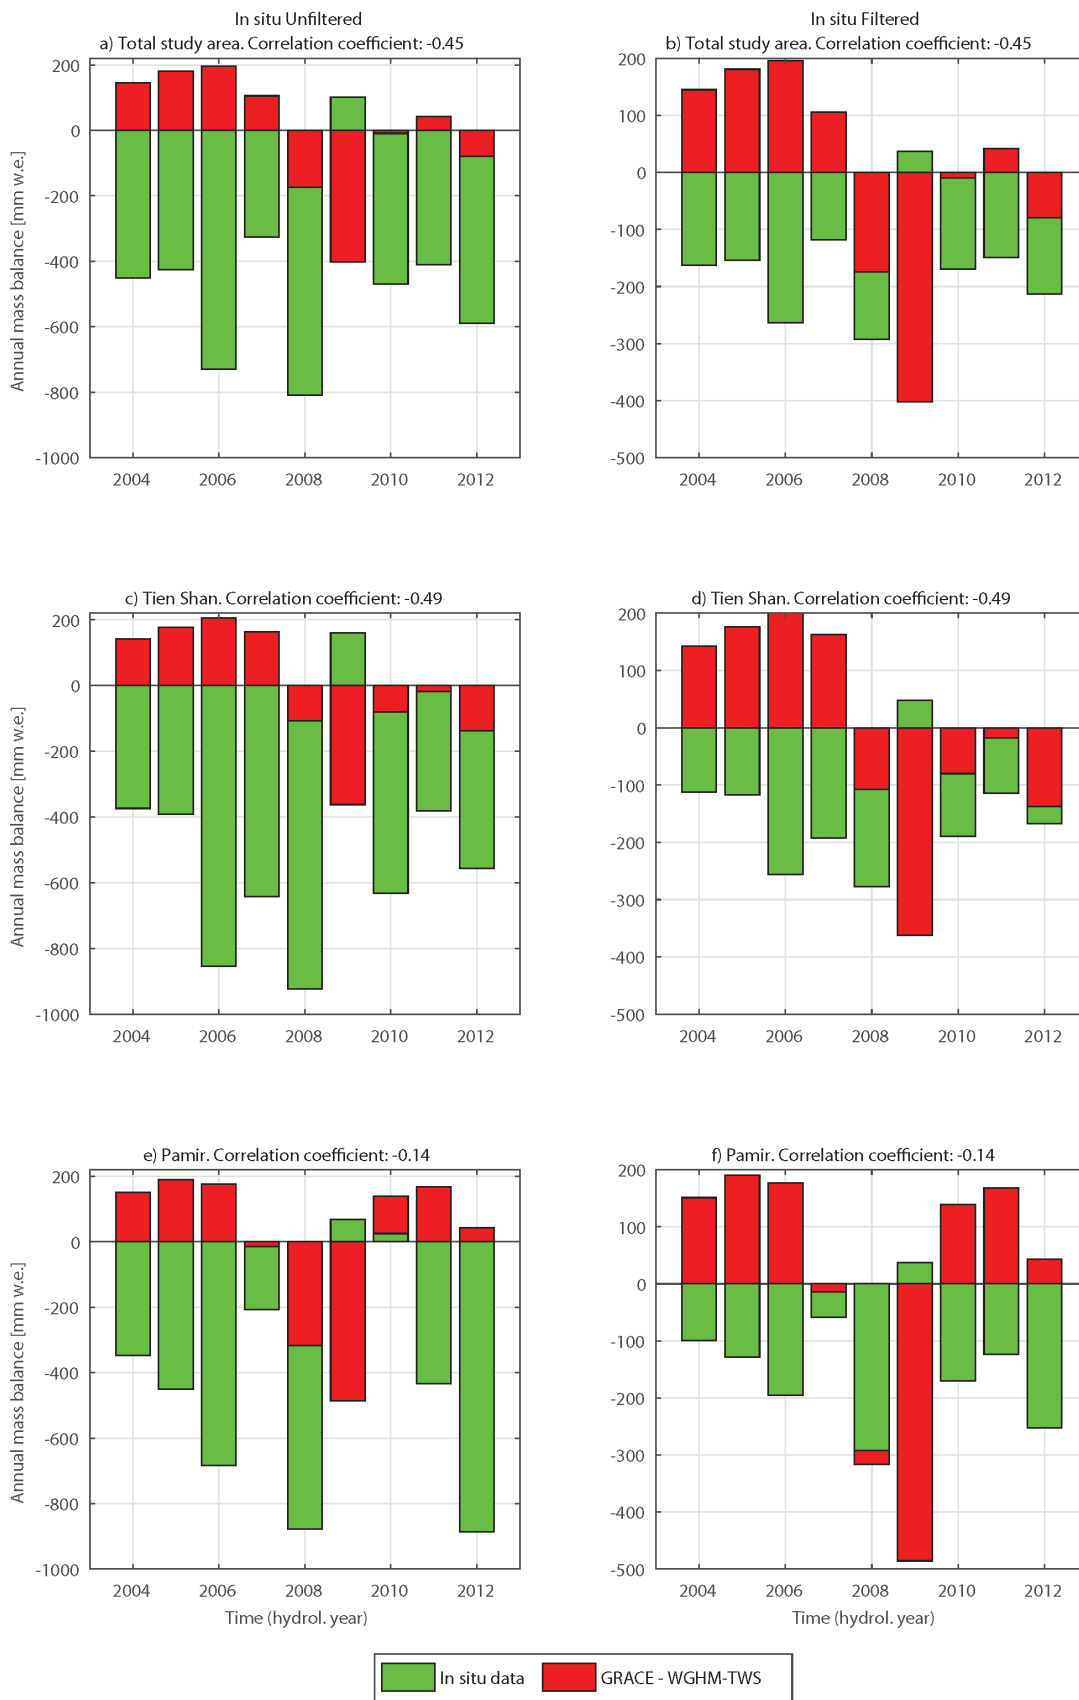 In situ Unfiltered
a) Total study area. Correlation coefficient: -0.45
200
0
-200
-400
-600
-800
-1000
Annual mass balance [mm w.e.]
2004 2006 2008 2010 2012
In situ Filtered
b) Total study area. Correlation coefficient: -0.45
200
100
0
-100
-200
-300
-400
-500
2004 2006 2008 2010 2012
c) Tien Shan. Correlation coefficient: -0.49
200
0
-200
-400
-600
-800
-1000
Annual mass balance [mm w.e.]
2004 2006 2008 2010 2012
d) Tien Shan. Correlation coefficient: -0.49
200
100
0
-100
-200
-300
-400
-500
2004 2006 2008 2010 2012
e) Pamir. Correlation coefficient: -0.14
200
0
-200
-400
-600
-800
-1000
Annual mass balance [mm w.e.]
2004 2006 2008 2010 2012
Time (hydrol. year)
f) Pamir. Correlation coefficient: -0.14
200
100
0
-100
-200
-300
-400
-500
2004 2006 2008 2010 2012
Time (hydrol. year)
In situ data GRACE - WGHM-TWS